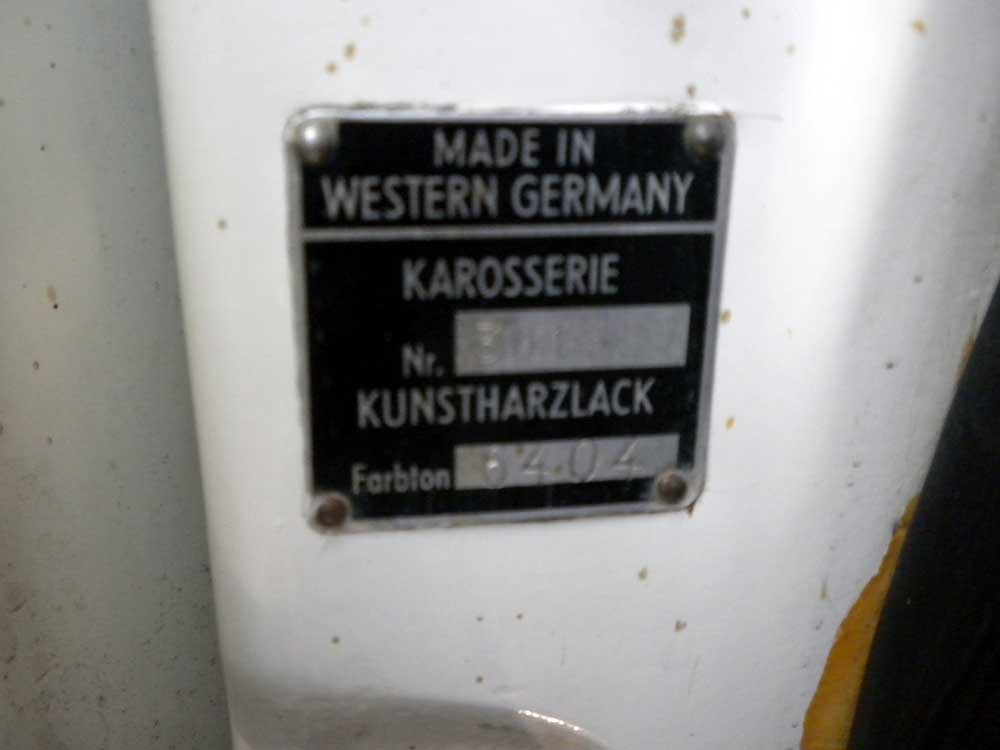 MADE IN
WESTERN GERMANY
KAROSSERIE
Nr.
KUNSTHARZLACK
Farbton 6404